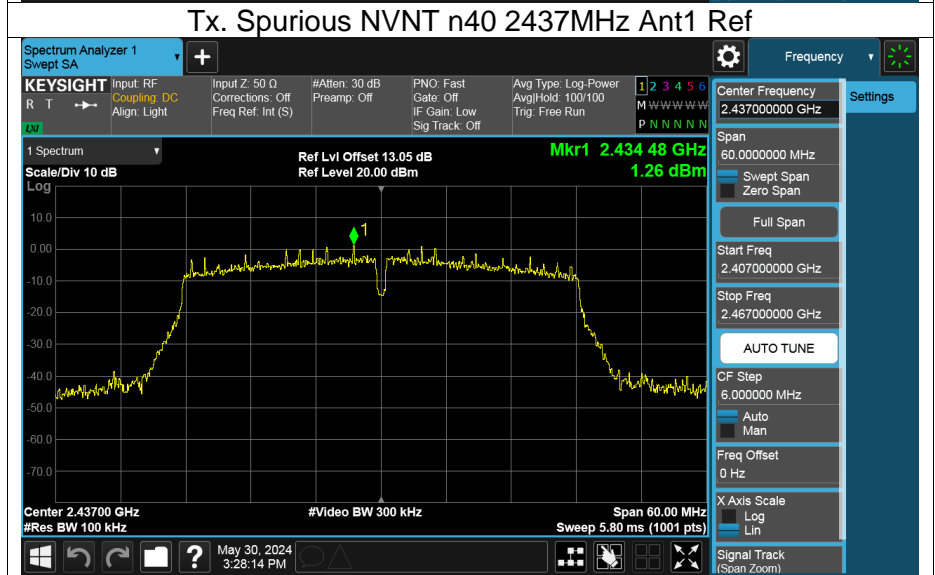 Tx. Spurious NVNT n40 2437MHz Ant1 Ref
Spectrum Analyzer 1
Swept SA
+
Frequency
Settings
KEYSIGHT
R T
LXI
Input: RF
Coupling: DC
Align: Light
Input Z: 50 Ω
Corrections: Off
Freq Ref: Int (S)
#Atten: 30 dB
Preamp: Off
PNO: Fast
Gate: Off
IF Gain: Low
Sig Track: Off
Avg Type: Log-Power
Avg|Hold: 100/100
Trig: Free Run
1 2 3 4 5 6
M W W W W W
P N N N N N
1 Spectrum
Scale/Div 10 dB
Log
Ref Lvl Offset 13.05 dB
Ref Level 20.00 dBm
Mkr1 2.434 48 GHz
1.26 dBm
1
10.0
0.00
-10.0
-20.0
-30.0
-40.0
-50.0
-60.0
-70.0
Center 2.43700 GHz
#Res BW 100 kHz
#Video BW 300 kHz
Span 60.00 MHz
Sweep 5.80 ms (1001 pts)
Center Frequency
2.437000000 GHz
Span
60.0000000 MHz
Swept Span
Zero Span
Full Span
Start Freq
2.407000000 GHz
Stop Freq
2.467000000 GHz
AUTO TUNE
CF Step
6.000000 MHz
Auto
Man
Freq Offset
0 Hz
X Axis Scale
Log
Lin
Signal Track
(Span Zoom)
?
May 30, 2024
3:28:14 PM